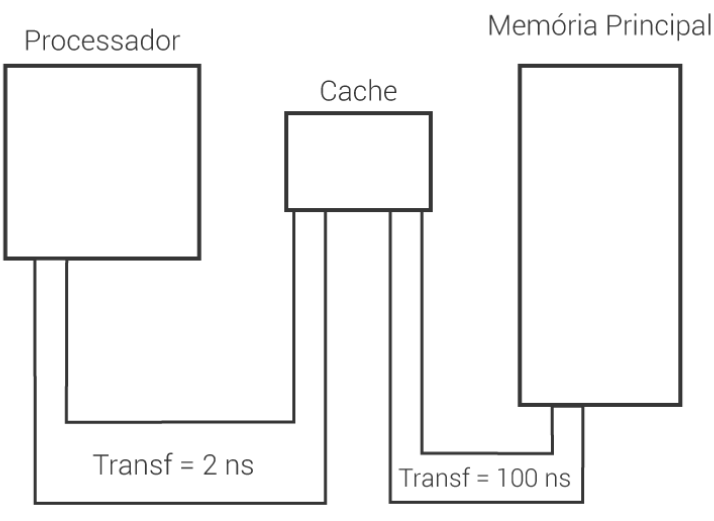 Processador
Cache
Memória Principal
Transf = 2 ns
Transf = 100 ns